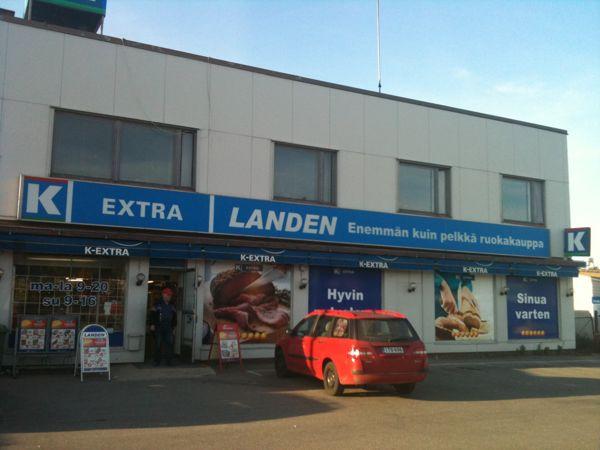 K EXTRA LANDEN Enemmän kuin pelkkä ruokakauppa
K
K-EXTRA
K-EXTRA
K-EXTRA
K-EXTRA
K-EXTRA
ma-la 9-20
su 9-16
Hyvin
Sinua
varten
LANDEN